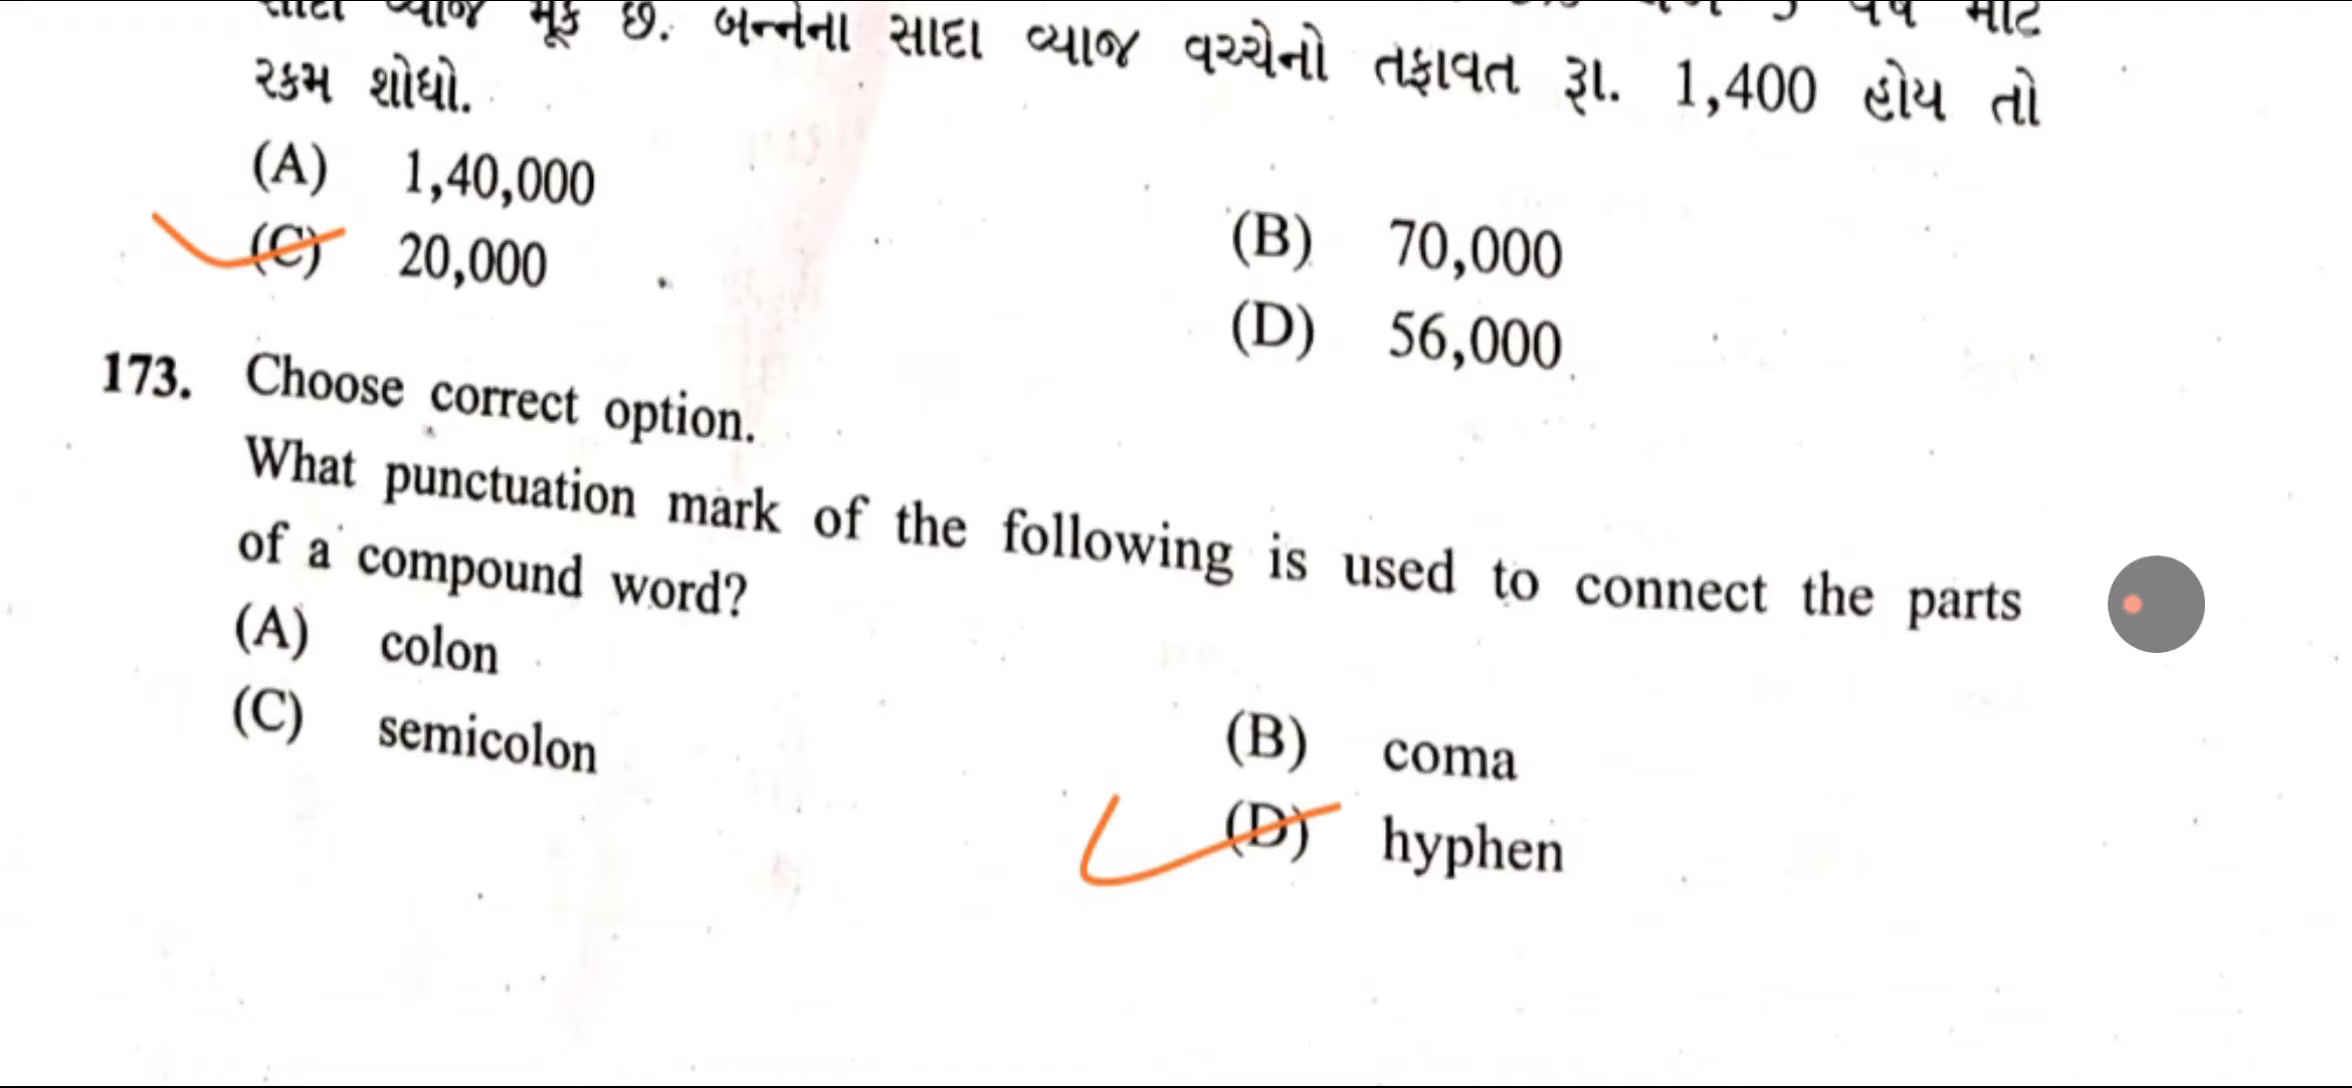 સાદા વ્યાજે મૂકે છે. બન્નેના સાદા વ્યાજ વચ્ચેનો તફાવત રૂા. 1,400 હોય તો
રકમ શોધો.
(A) 1,40,000
(B) 70,000
(C) 20,000
(D) 56,000
173. Choose correct option.
What punctuation mark of the following is used to connect the parts
of a compound word?
(A) colon
(B) coma
(C) semicolon
(D) hyphen